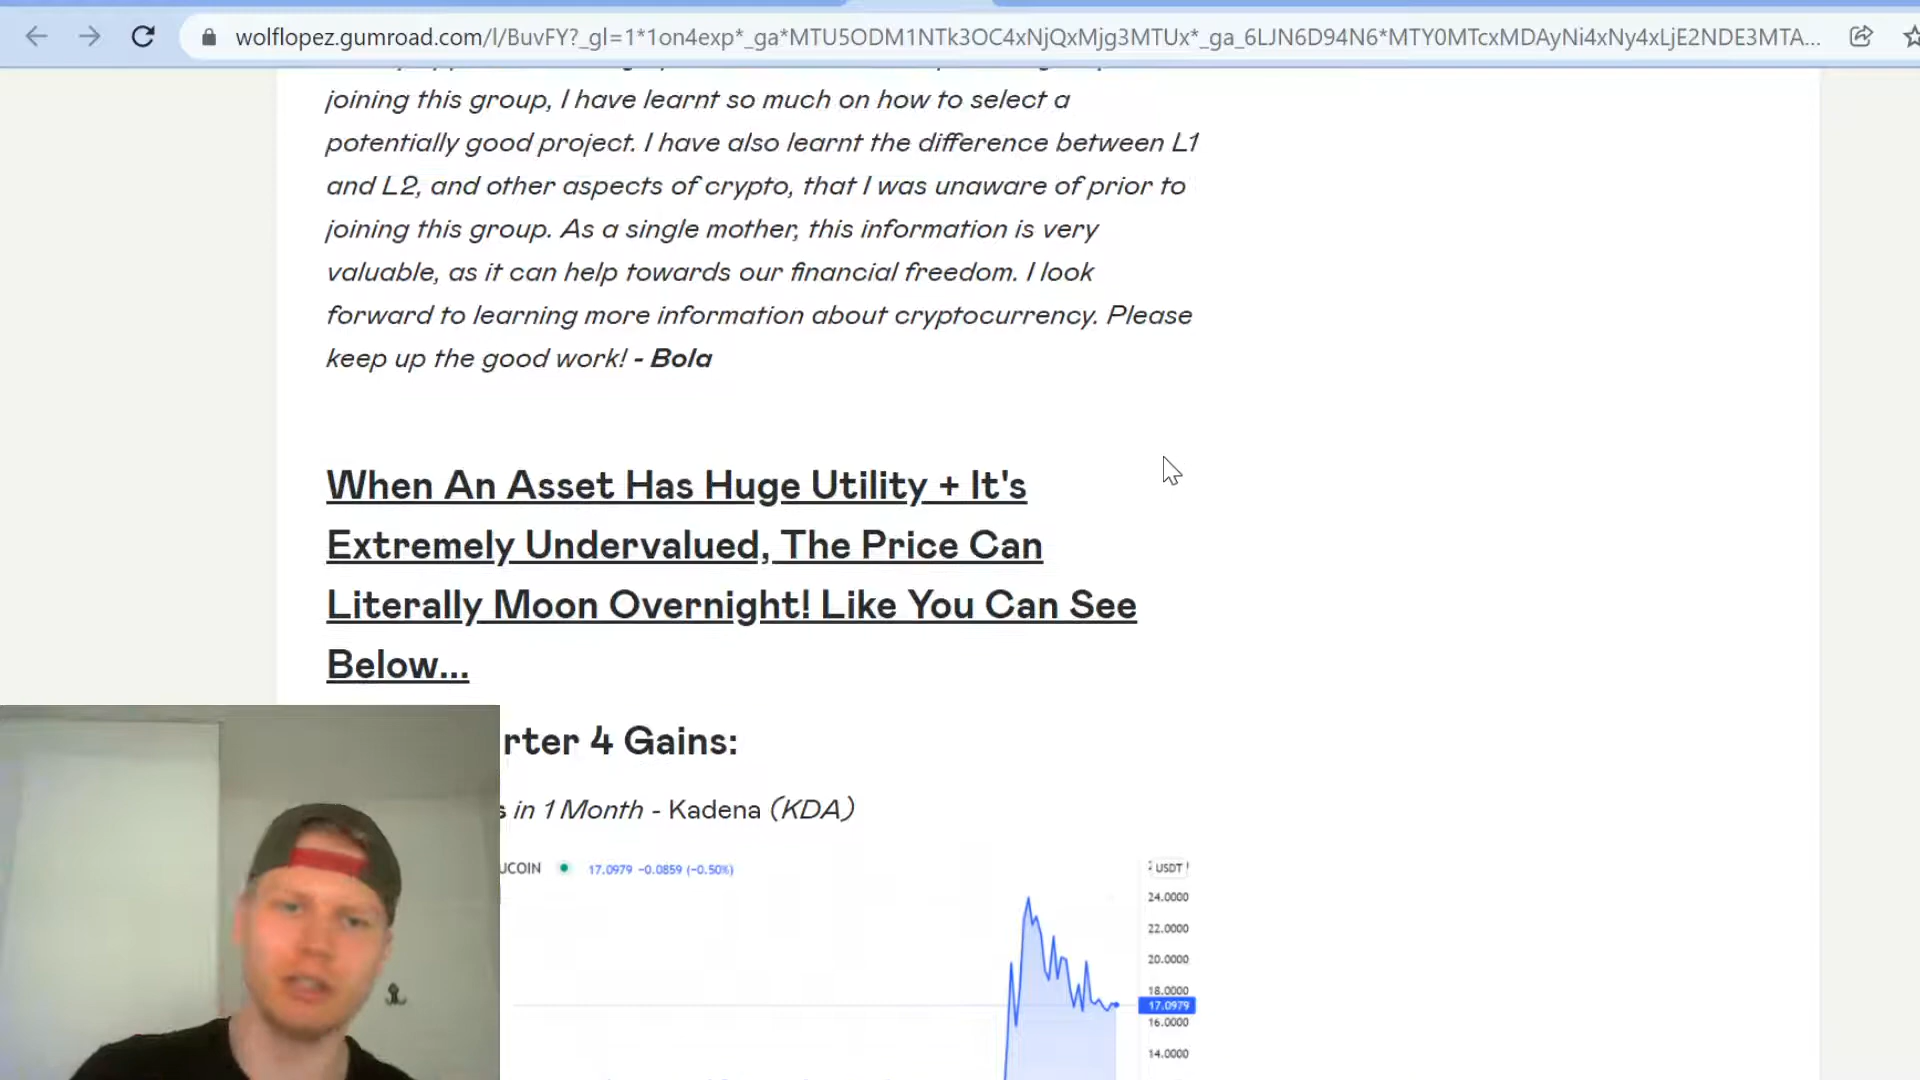 wolflopez.gumroad.com/l/BuvFY?_gl=1*1on4exp*_ga*MTU5ODM1NTk3OC4xNjQxMjg3MTUx*_ga_6LJN6D94N6*MTY0MTcxMDAyNi4xNy4xLjE2NDE3MTA...
joining this group, I have learnt so much on how to select a
potentially good project. I have also learnt the difference between L1
and L2, and other aspects of crypto, that I was unaware of prior to
joining this group. As a single mother, this information is very
valuable, as it can help towards our financial freedom. I look
forward to learning more information about cryptocurrency. Please
keep up the good work! - Bola
When An Asset Has Huge Utility + It's
Extremely Undervalued, The Price Can
Literally Moon Overnight! Like You Can See
Below...
rter 4 Gains:
s in 1 Month - Kadena (KDA)
UCOIN 17.0979 -0.0859 (-0.50%)
USDT
24.0000
22.0000
20.0000
18.0000
17.0979
16.0000
14.0000